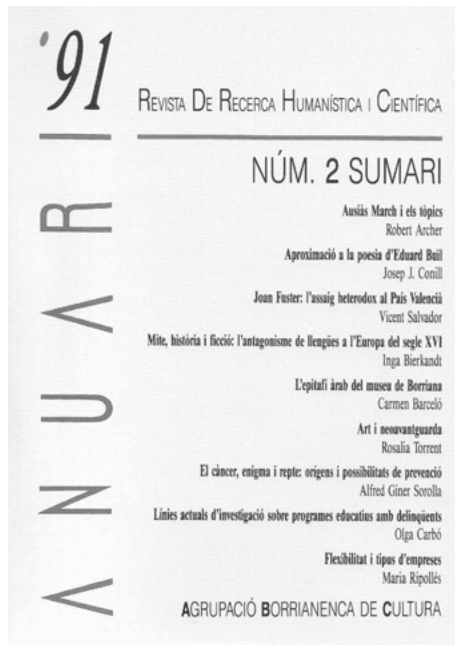 '91
ANUARI
REVISTA DE RECERCA HUMANÍSTICA I CIENTÍFICA
NÚM. 2 SUMARI
Ausiàs March i els tòpics
Robert Archer
Aproximació a la poesia d'Eduard Buil
Josep J. Conill
Joan Fuster: l'assaig heterodox al País Valencià
Vicent Salvador
Mite, història i ficció: l'antagonisme de llengües a l'Europa del segle XVI
Inga Bierkandt
L'epitafi àrab del museu de Borriana
Carmen Barceló
Art i neoavantguarda
Rosalia Torrent
El càncer, enigma i repte: orígens i possibilitats de prevenció
Alfred Giner Sorolla
Línies actuals d'investigació sobre programes educatius amb delinqüents
Olga Carbó
Flexibilitat i tipus d'empreses
Maria Ripollés
AGRUPACIÓ BORRIANENCA DE CULTURA